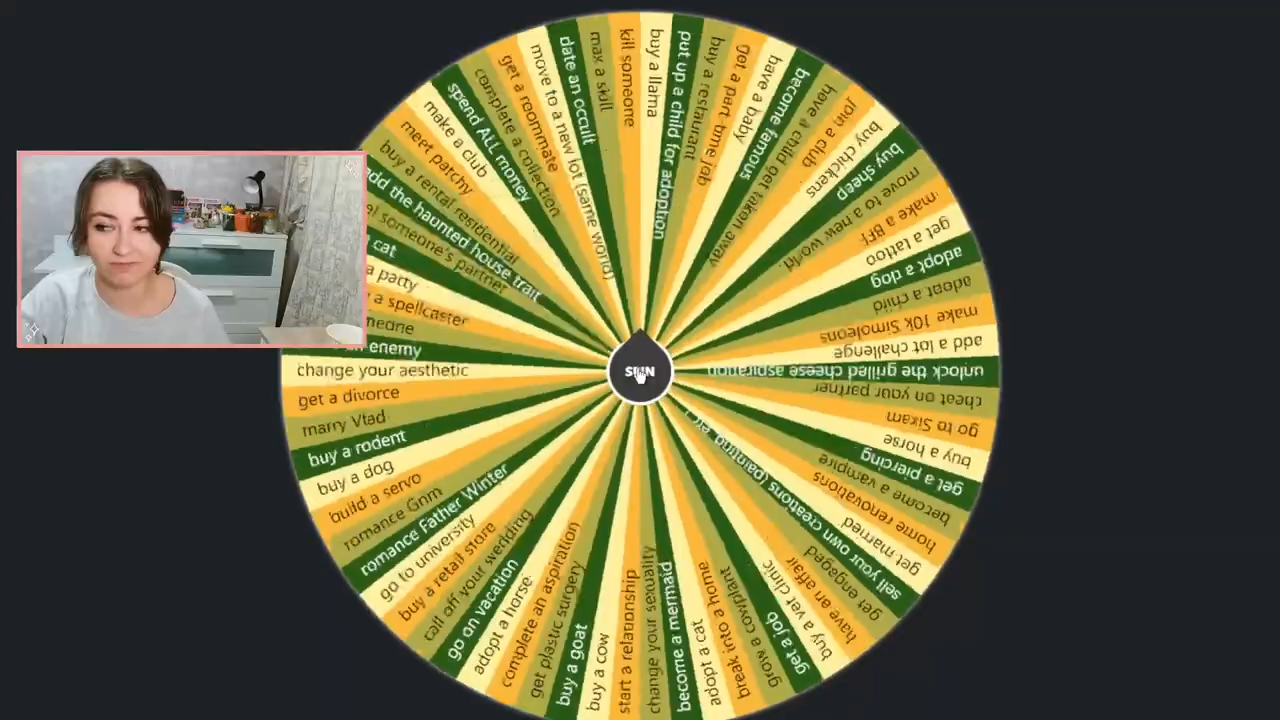 buy a llama
put up a child for adoption
buy a restaurant
get a part-time job
have a baby
become famous
have a child get taken away
join a club
buy chickens
buy sheep
move to a new world
make a BFF
get a tattoo
adopt a dog
adopt a child
make 10k Simoleons
add a lot challenge
unlock the grilled cheese aspiration
cheat on your partner
go to Sixam
buy a horse
get a piercing
become a vampire
home renovations
get married
sell your own creations (painting etc)
get engaged
have an affair
buy a vet clinic
get a job
grow a cowplant
break into a home
adopt a cat
become a mermaid
change your sexuality
start a relationship
buy a cow
buy a goat
get plastic surgery
complete an aspiration
adopt a horse
go on vacation
call off your wedding
buy a retail store
go to university
romance Father Winter
romance Grim
build a servo
buy a dog
buy a rodent
marry Vlad
get a divorce
change your aesthetic
enemy
a spellcaster
a party
cat
someone's partner
add the haunted house trait
buy a rental residential
meet patchy
make a club
spend ALL money
complete a collection
get a roommate
move to a new lot (same world)
date an occult
max a skill
kill someone
SPIN